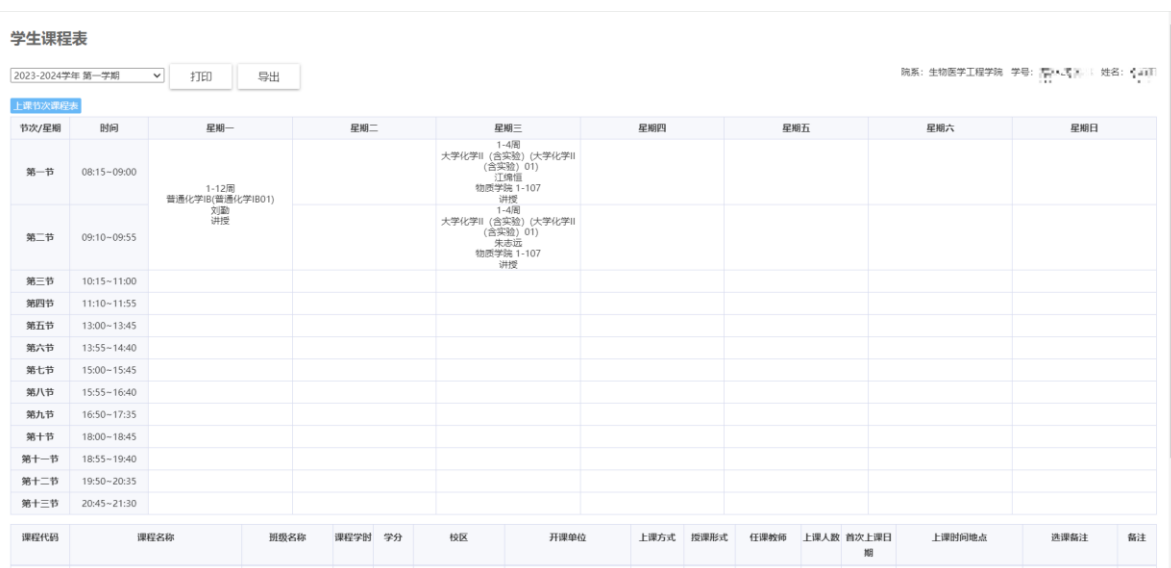 学生课程表
2023-2024学年 第一学期 打印 导出 院系: 生物医学工程学院 学号: 姓名:
上课节次课程表
节次/星期 时间 星期一 星期二 星期三 星期四 星期五 星期六 星期日
第一节 08:15~09:00
1-12周
普通化学IB(普通化学IB01)
刘勤
讲授
1-4周
大学化学II（含实验）(大学化学II
（含实验）01)
江绵恒
物质学院 1-107
讲授
第二节 09:10~09:55
1-4周
大学化学II（含实验）(大学化学II
（含实验）01)
朱志远
物质学院 1-107
讲授
第三节 10:15~11:00
第四节 11:10~11:55
第五节 13:00~13:45
第六节 13:55~14:40
第七节 15:00~15:45
第八节 15:55~16:40
第九节 16:50~17:35
第十节 18:00~18:45
第十一节 18:55~19:40
第十二节 19:50~20:35
第十三节 20:45~21:30
课程代码 课程名称 班级名称 课程学时 学分 校区 开课单位 上课方式 授课形式 任课教师 上课人数 首次上课日
期 上课时间地点 选课备注 备注